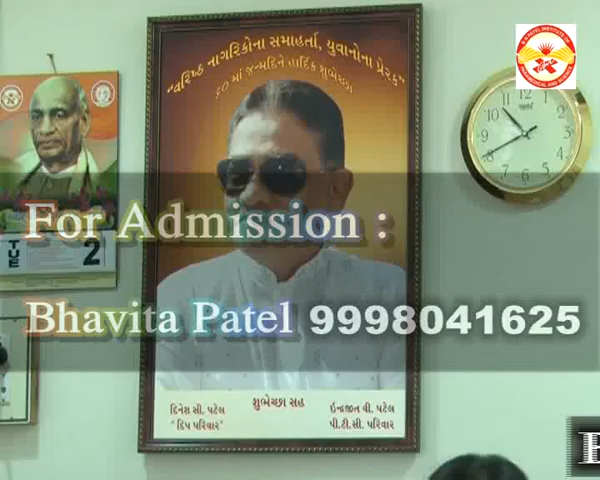 "વરિષ્ઠ નાગરિકોના સમાહર્તા, યુવાનોના પ્રેરક"
૬૦ માં જન્મદિને હાર્દિક શુભેચ્છા
For Admission :
TUE 2
Bhavita Patel 9998041625
શુભેચ્છા સહ
દિનેશ સી. પટેલ
"દિપ પરિવાર"
ઇન્દ્રજીત વી. પટેલ
પી.ટી.સી. પરિવાર